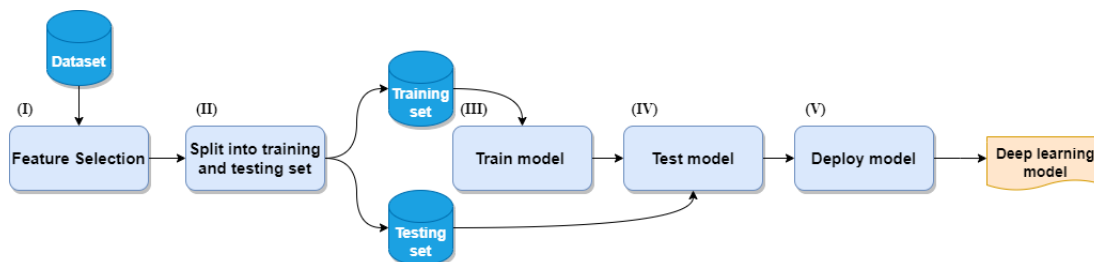 Dataset
(I)
Feature Selection
(II)
Split into training
and testing set
Training
set
Testing
set
(III)
Train model
(IV)
Test model
(V)
Deploy model
Deep learning
model